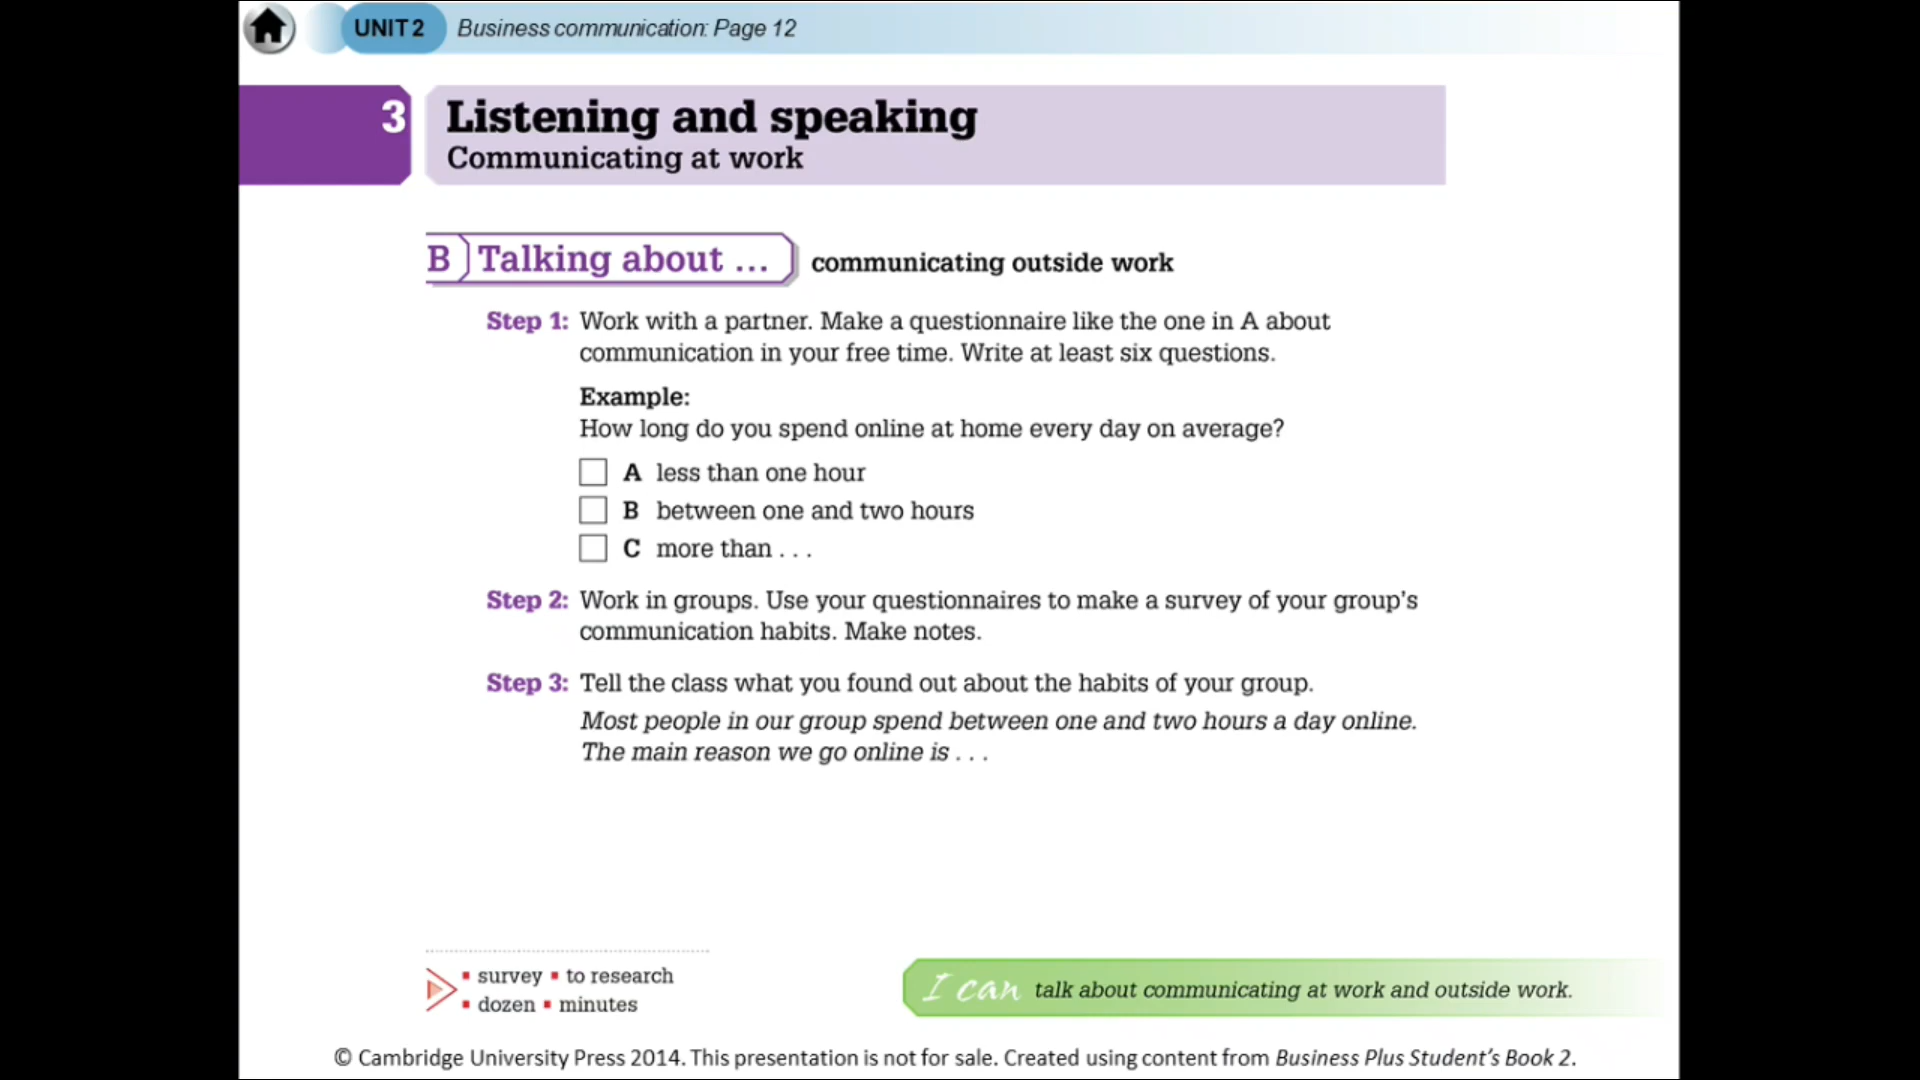 UNIT 2 Business communication: Page 12
3 Listening and speaking
Communicating at work
B Talking about ... communicating outside work
Step 1: Work with a partner. Make a questionnaire like the one in A about
communication in your free time. Write at least six questions.
Example:
How long do you spend online at home every day on average?
A less than one hour
B between one and two hours
C more than . . .
Step 2: Work in groups. Use your questionnaires to make a survey of your group's
communication habits. Make notes.
Step 3: Tell the class what you found out about the habits of your group.
Most people in our group spend between one and two hours a day online.
The main reason we go online is . . .
▪ survey ▪ to research
▪ dozen ▪ minutes
I can talk about communicating at work and outside work.
© Cambridge University Press 2014. This presentation is not for sale. Created using content from Business Plus Student's Book 2.